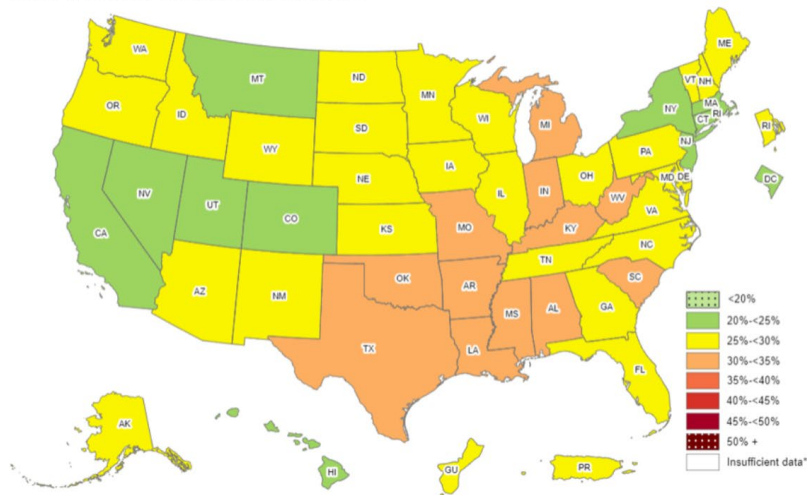 WA
MT
ND
MN
ME
VT
NH
OR
ID
SD
WI
NY
MA
RI
CT
RI
WY
MI
PA
NJ
NE
IA
MD
DE
DC
NV
UT
CO
IL
IN
OH
WV
VA
CA
KS
MO
KY
NC
TN
AZ
NM
OK
AR
SC
MS
AL
GA
TX
LA
FL
AK
HI
GU
PR
<20%
20%-<25%
25%-<30%
30%-<35%
35%-<40%
40%-<45%
45%-<50%
50% +
Insufficient data*